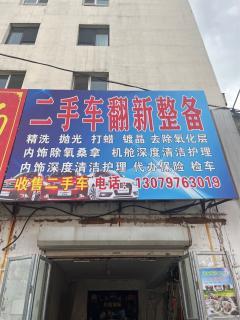 二手车翻新整备
精洗 抛光 打蜡 镀晶 去除氧化层
内饰除氧桑拿 机舱深度清洁护理
内饰深度清洁护理 代办保险 检车
收售二手车 电话:13079763019